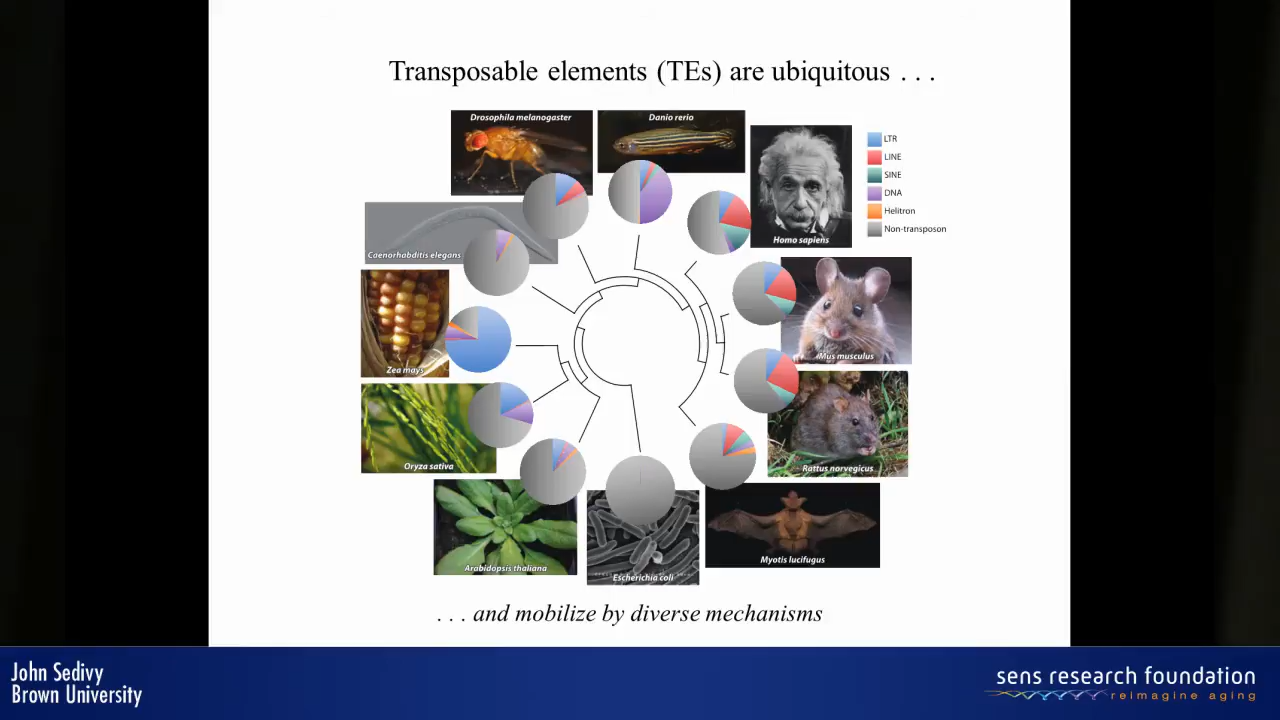 Transposable elements (TEs) are ubiquitous . . .
Drosophila melanogaster
Danio rerio
Homo sapiens
LTR
LINE
SINE
DNA
Helitron
Non-transposon
Caenorhabditis elegans
Mus musculus
Zea mays
Rattus norvegicus
Oryza sativa
Myotis lucifugus
Arabidopsis thaliana
Escherichia coli
. . . and mobilize by diverse mechanisms
John Sedivy
Brown University
sens research foundation
reimagine aging